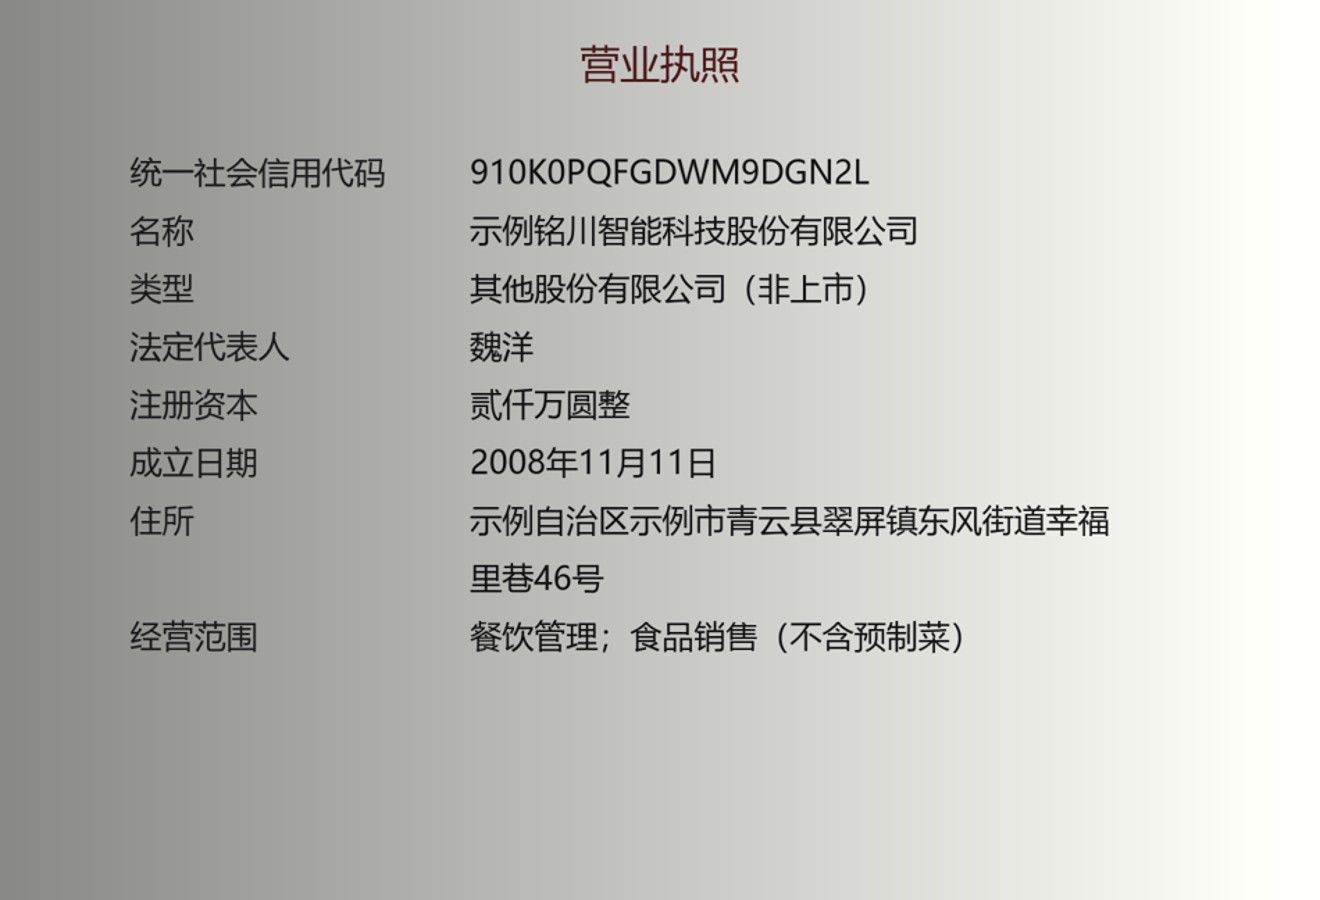 营业执照
统一社会信用代码 910K0PQFGDWM9DGN2L
名称 示例铭川智能科技股份有限公司
类型 其他股份有限公司（非上市）
法定代表人 魏洋
注册资本 贰仟万圆整
成立日期 2008年11月11日
住所 示例自治区示例市青云县翠屏镇东风街道幸福
里巷46号
经营范围 餐饮管理；食品销售（不含预制菜）